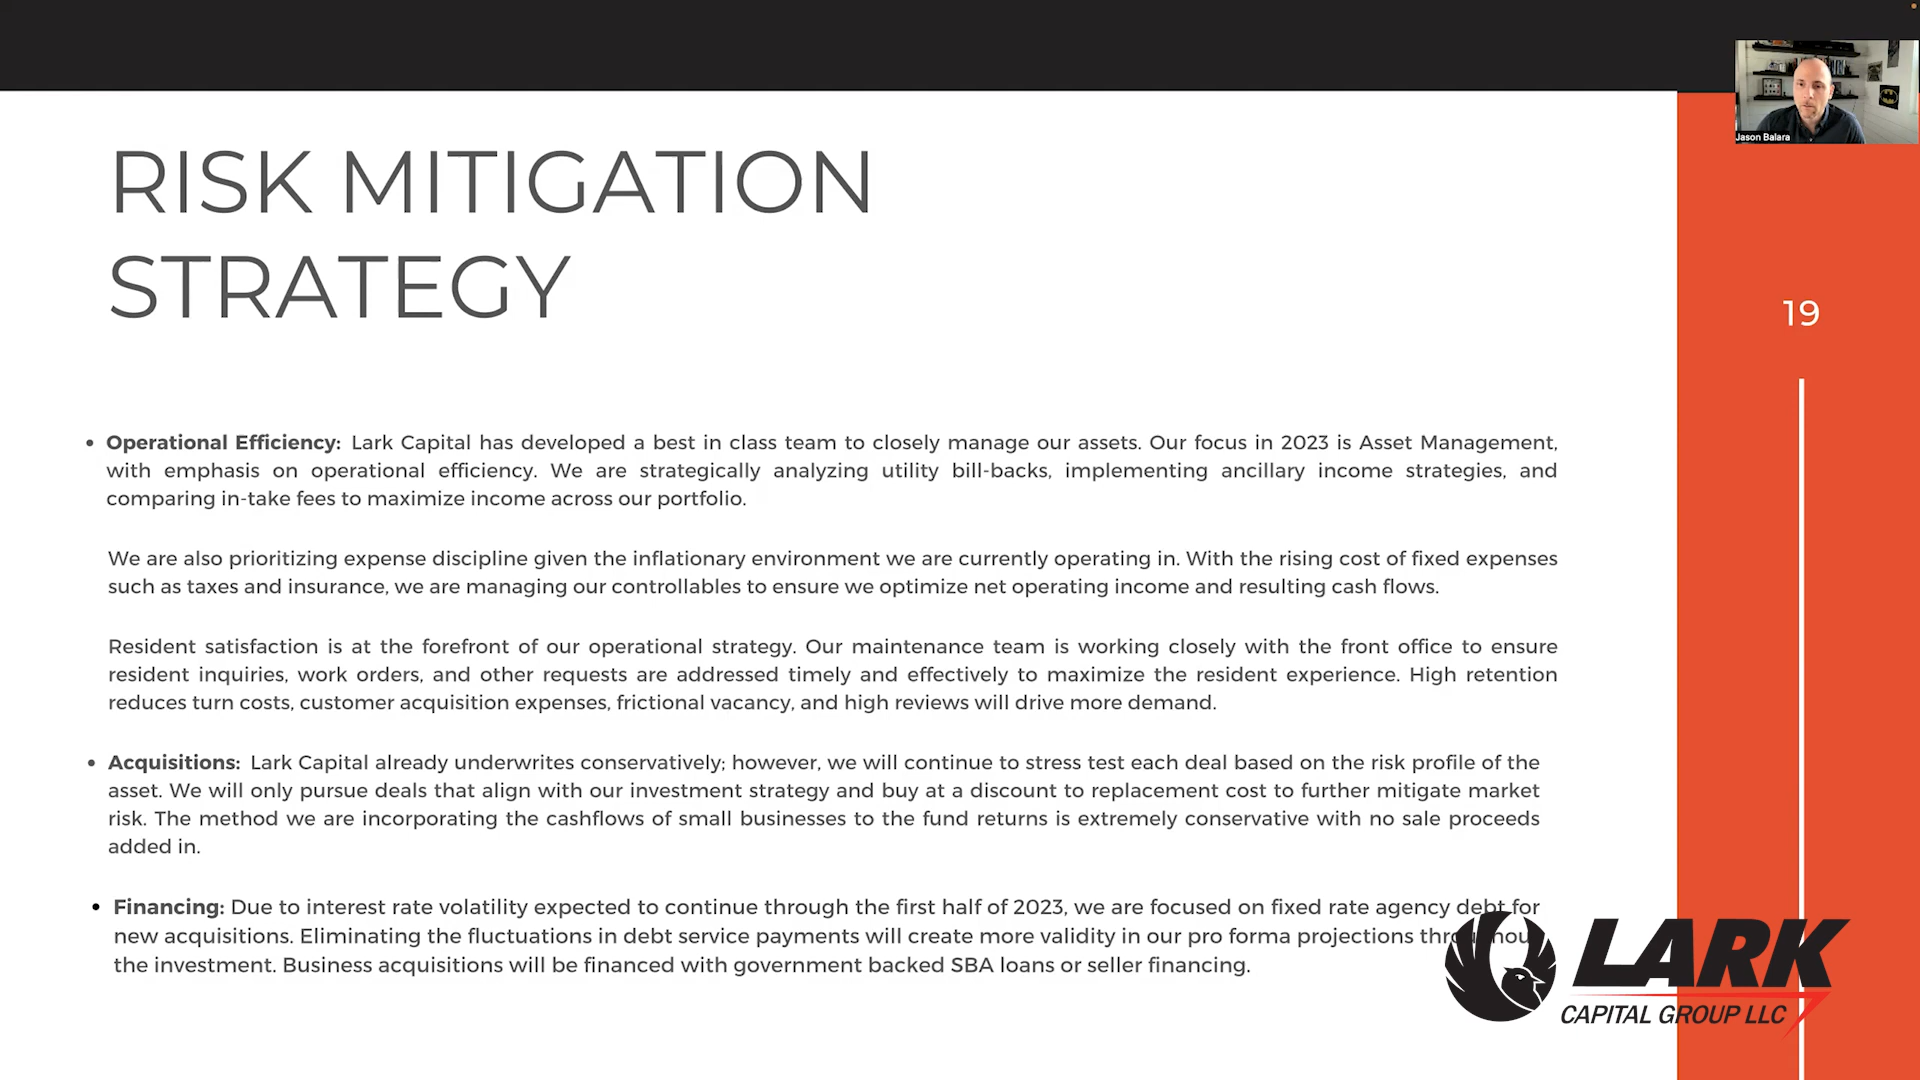 Jason Balara
RISK MITIGATION
STRATEGY
19
• Operational Efficiency: Lark Capital has developed a best in class team to closely manage our assets. Our focus in 2023 is Asset Management,
with emphasis on operational efficiency. We are strategically analyzing utility bill-backs, implementing ancillary income strategies, and
comparing in-take fees to maximize income across our portfolio.
We are also prioritizing expense discipline given the inflationary environment we are currently operating in. With the rising cost of fixed expenses
such as taxes and insurance, we are managing our controllables to ensure we optimize net operating income and resulting cash flows.
Resident satisfaction is at the forefront of our operational strategy. Our maintenance team is working closely with the front office to ensure
resident inquiries, work orders, and other requests are addressed timely and effectively to maximize the resident experience. High retention
reduces turn costs, customer acquisition expenses, frictional vacancy, and high reviews will drive more demand.
• Acquisitions: Lark Capital already underwrites conservatively; however, we will continue to stress test each deal based on the risk profile of the
asset. We will only pursue deals that align with our investment strategy and buy at a discount to replacement cost to further mitigate market
risk. The method we are incorporating the cashflows of small businesses to the fund returns is extremely conservative with no sale proceeds
added in.
• Financing: Due to interest rate volatility expected to continue through the first half of 2023, we are focused on fixed rate agency debt for
new acquisitions. Eliminating the fluctuations in debt service payments will create more validity in our pro forma projections throughout
the investment. Business acquisitions will be financed with government backed SBA loans or seller financing.
LARK
CAPITAL GROUP LLC